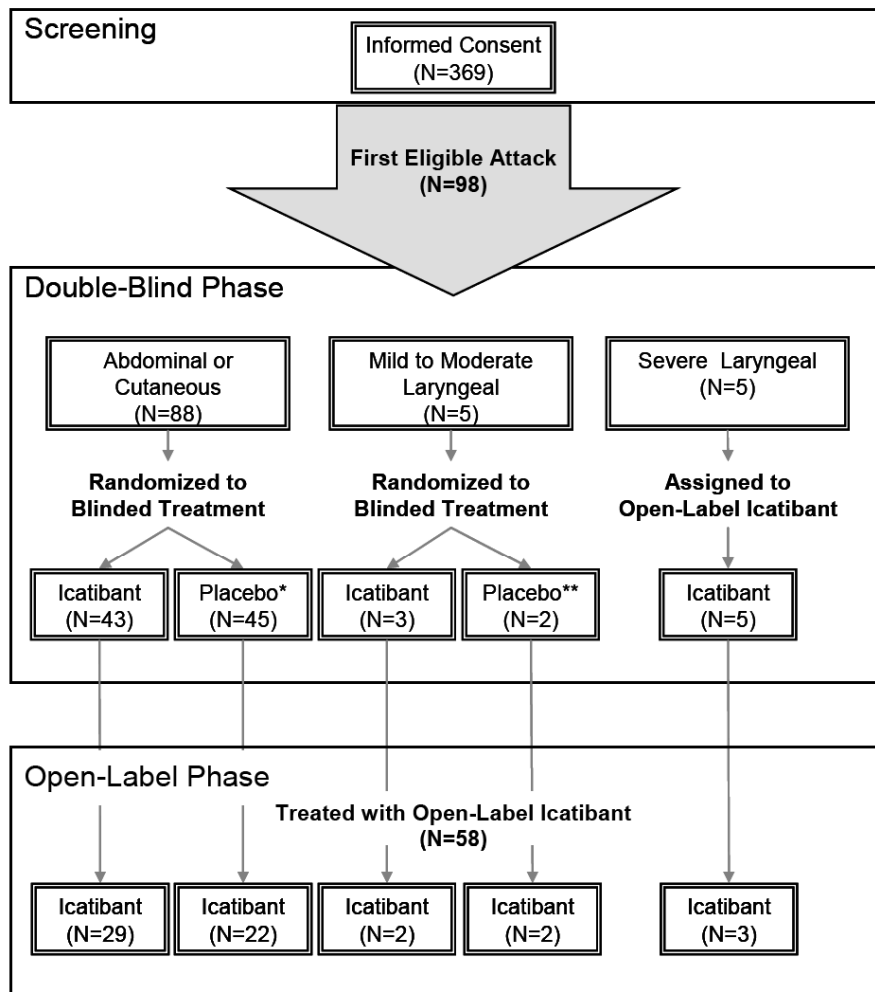 Screening
Informed Consent
(N=369)
First Eligible Attack
(N=98)
Double-Blind Phase
Abdominal or
Cutaneous
(N=88)
Mild to Moderate
Laryngeal
(N=5)
Severe Laryngeal
(N=5)
Randomized to
Blinded Treatment
Randomized to
Blinded Treatment
Assigned to
Open-Label Icatibant
Icatibant
(N=43)
Placebo*
(N=45)
Icatibant
(N=3)
Placebo**
(N=2)
Icatibant
(N=5)
Open-Label Phase
Treated with Open-Label Icatibant
(N=58)
Icatibant
(N=29)
Icatibant
(N=22)
Icatibant
(N=2)
Icatibant
(N=2)
Icatibant
(N=3)